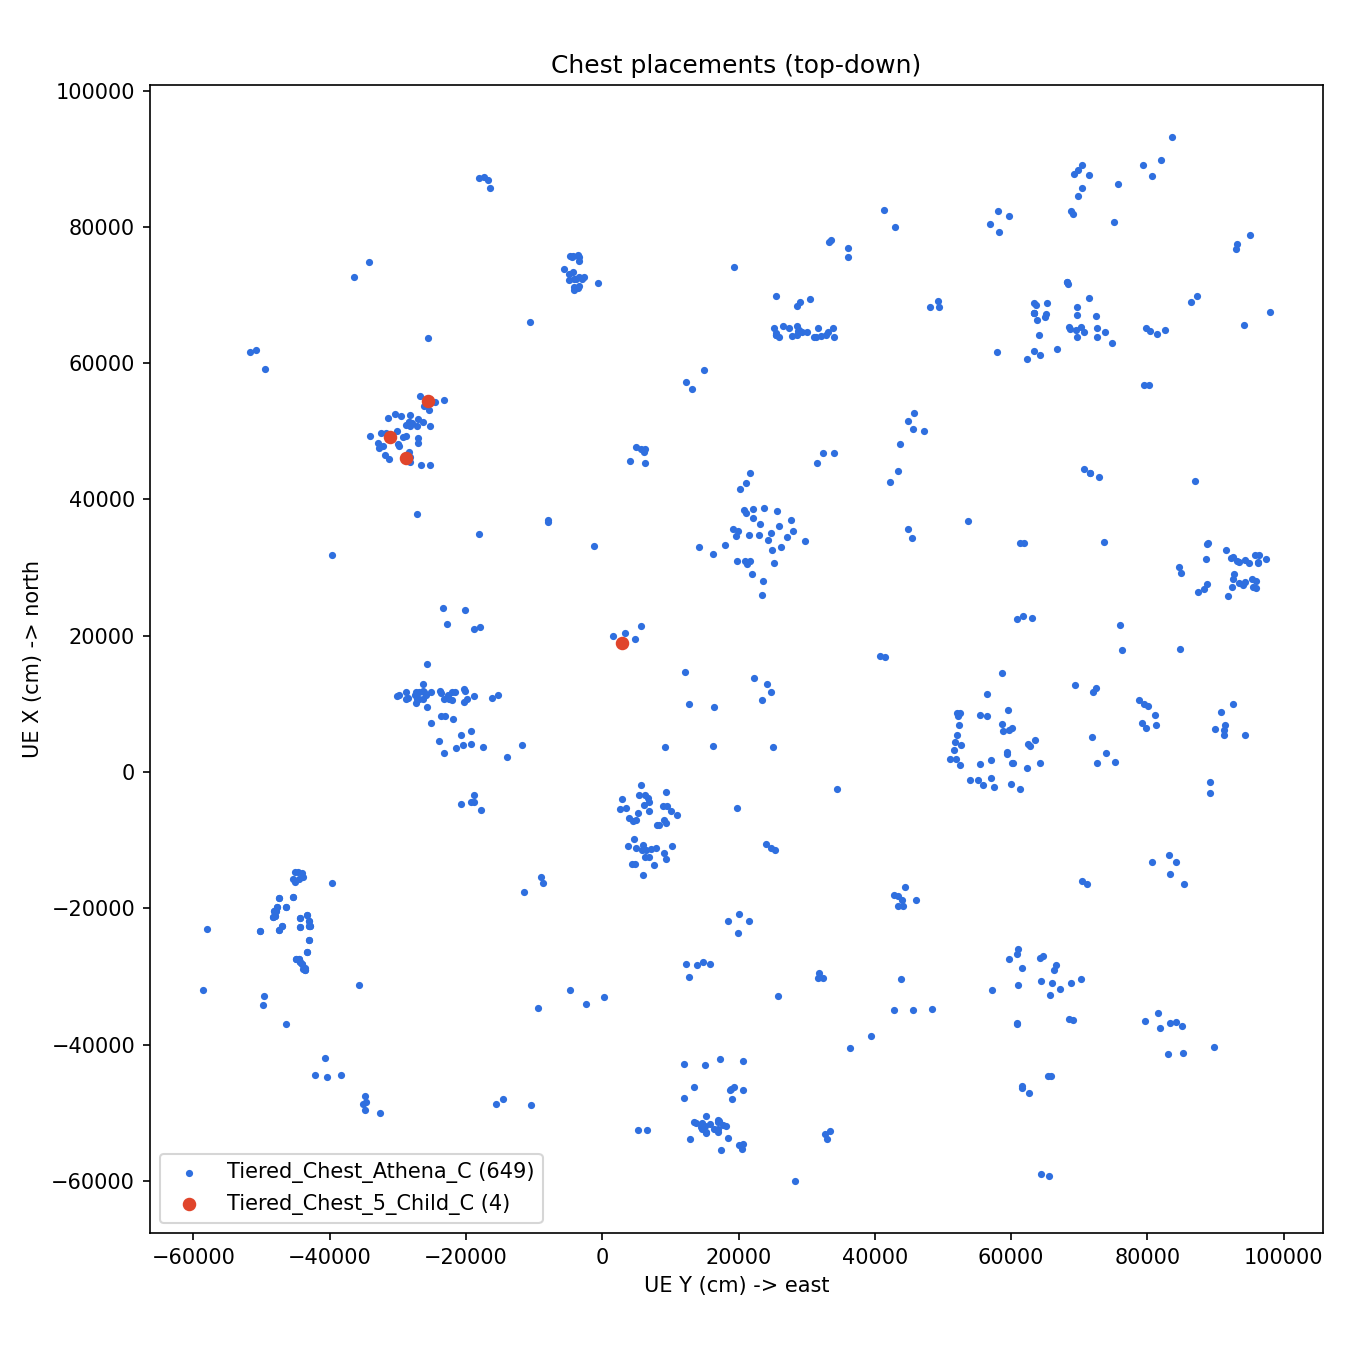 Chest placements (top-down)
100000
80000
60000
40000
20000
0
−20000
−40000
−60000
UE X (cm) -> north
Tiered_Chest_Athena_C (649)
Tiered_Chest_5_Child_C (4)
−60000 −40000 −20000 0 20000 40000 60000 80000 100000
UE Y (cm) -> east